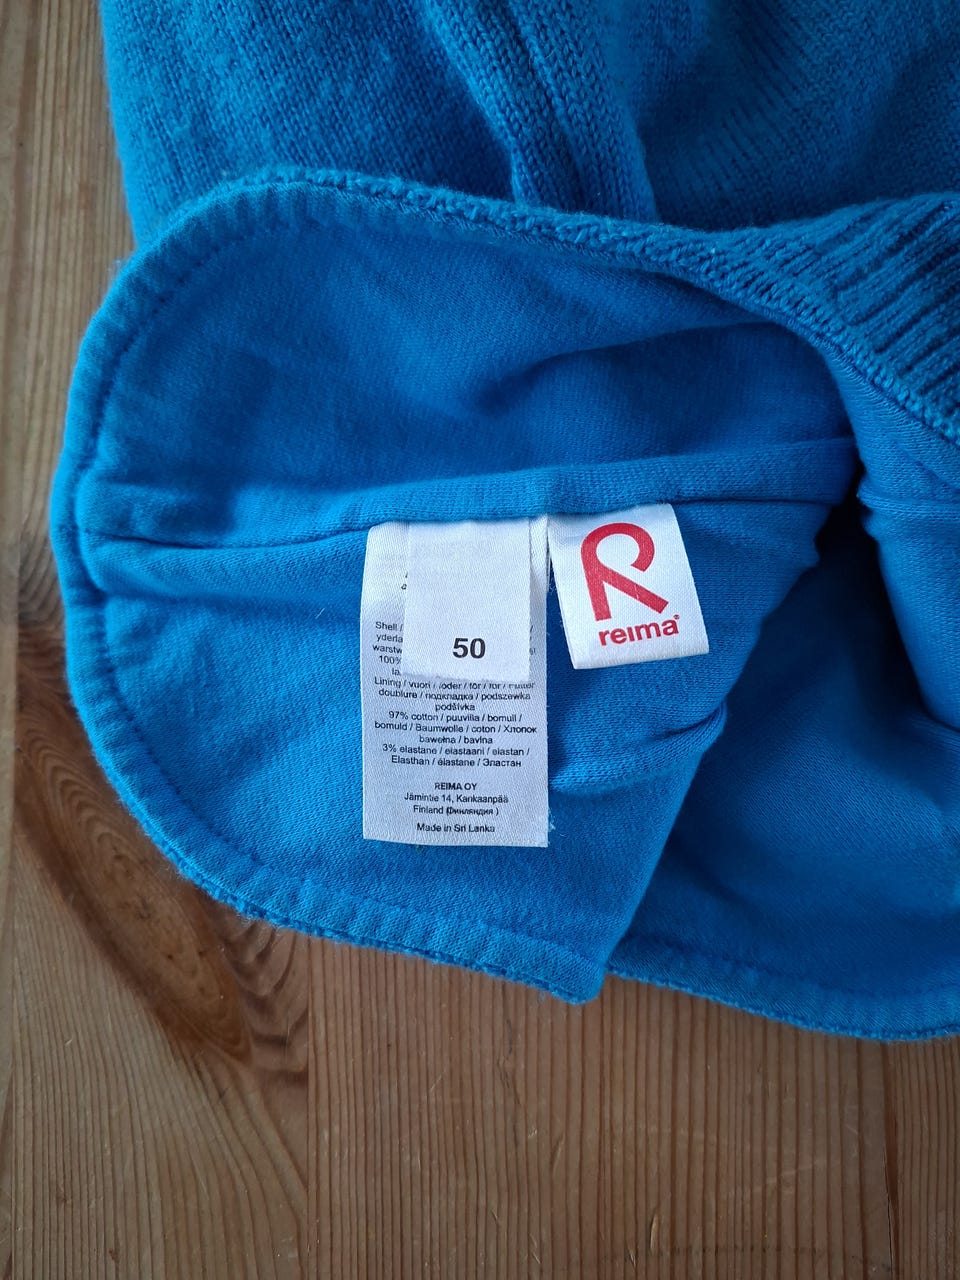 50
Shell /
yderla
warstw
100%
la
Lining / vuori / foder / fôr / for / Futter
doublure / подкладка / podszewka
podšívka
97% cotton / puuvilla / bomull /
bomuld / Baumwolle / coton / Хлопок
bawełna / bavlna
3% elastane / elastaani / elastan /
Elasthan / élastane / Эластан
REIMA OY
Jämintie 14, Kankaanpää
Finland (Финляндия )
Made in Sri Lanka
reima®